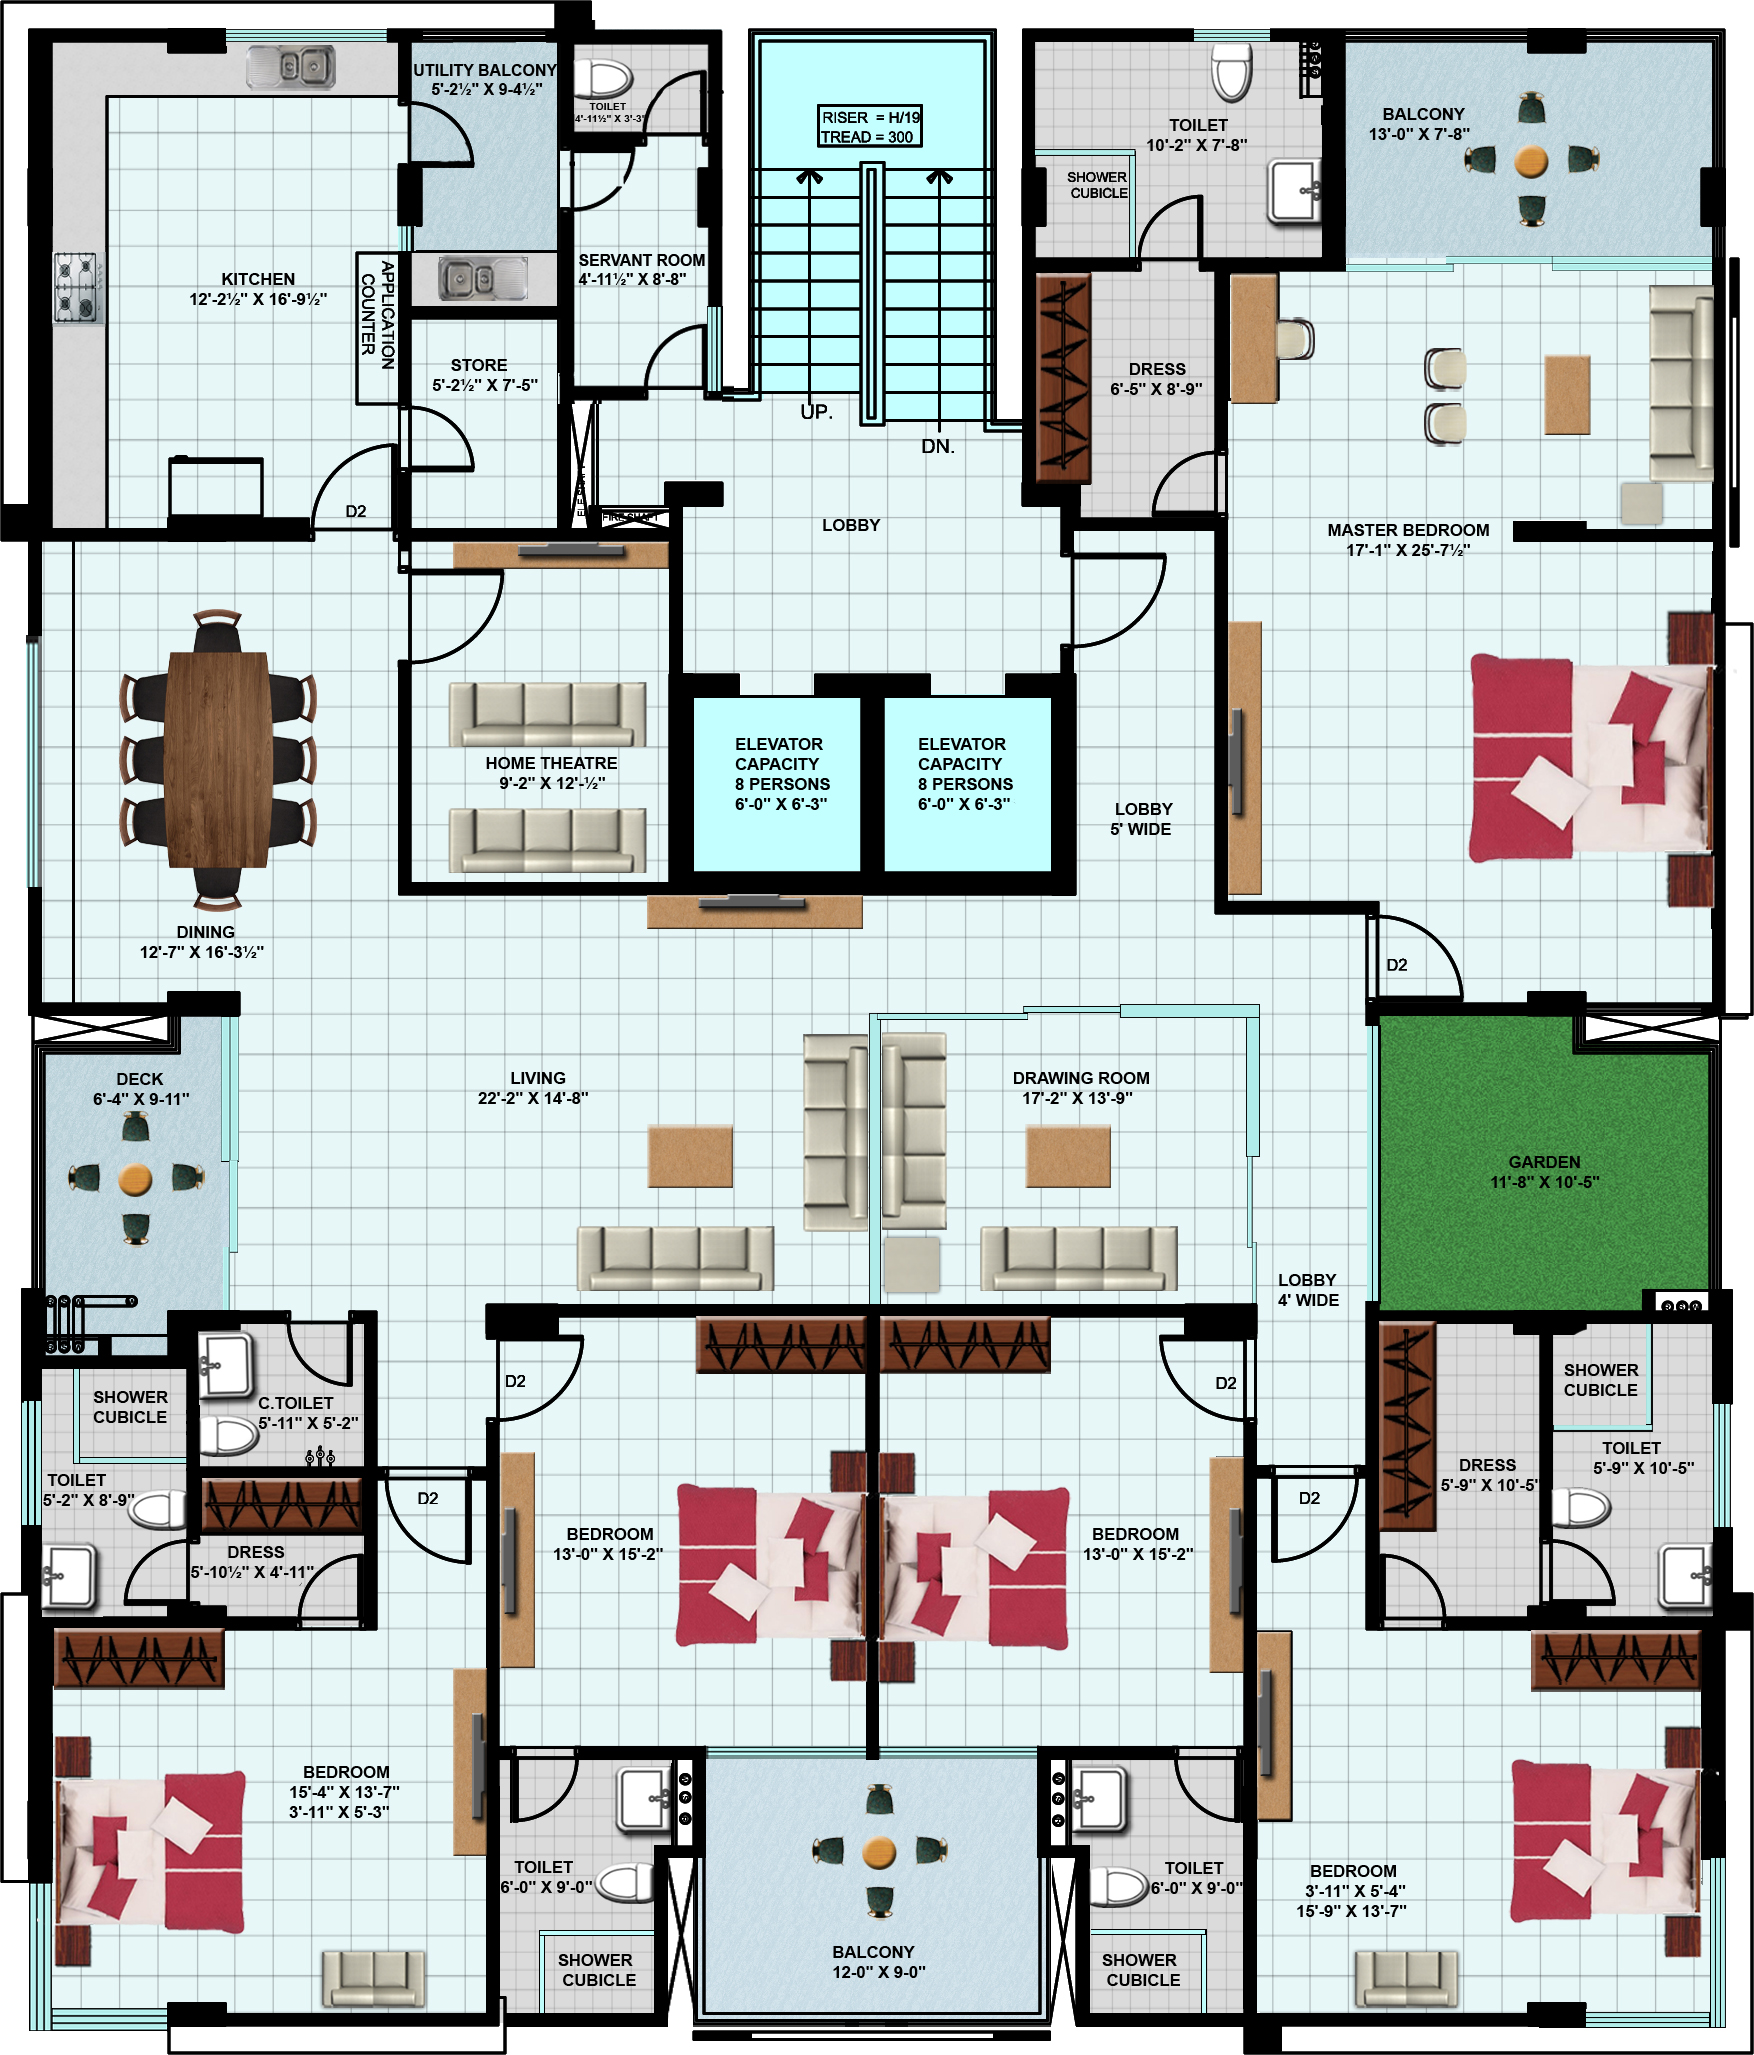 UTILITY BALCONY
5'-2½" X 9-4½"
TOILET
4'-11½" X 3'-3"
RISER = H/19
TREAD = 300
TOILET
10'-2" X 7'-8"
BALCONY
13'-0" X 7'-8"
SHOWER
CUBICLE
KITCHEN
12'-2½" X 16'-9½"
APPLICATION
COUNTER
SERVANT ROOM
4'-11½" X 8'-8"
STORE
5'-2½" X 7'-5"
DRESS
6'-5" X 8'-9"
UP.
DN.
D2
FIRE SHAFT
LOBBY
MASTER BEDROOM
17'-1" X 25'-7½"
HOME THEATRE
9'-2" X 12'-½"
ELEVATOR
CAPACITY
8 PERSONS
6'-0" X 6'-3"
ELEVATOR
CAPACITY
8 PERSONS
6'-0" X 6'-3"
LOBBY
5' WIDE
DINING
12'-7" X 16'-3½"
D2
DECK
6'-4" X 9-11"
LIVING
22'-2" X 14'-8"
DRAWING ROOM
17'-2" X 13'-9"
GARDEN
11'-8" X 10'-5"
LOBBY
4' WIDE
SHOWER
CUBICLE
C.TOILET
5'-11" X 5'-2"
D2
D2
SHOWER
CUBICLE
TOILET
5'-2" X 8'-9"
D2
D2
DRESS
5'-9" X 10'-5"
TOILET
5'-9" X 10'-5"
DRESS
5'-10½" X 4'-11"
BEDROOM
13'-0" X 15'-2"
BEDROOM
13'-0" X 15'-2"
BEDROOM
15'-4" X 13'-7"
3'-11" X 5'-3"
TOILET
6'-0" X 9'-0"
TOILET
6'-0" X 9'-0"
BEDROOM
3'-11" X 5'-4"
15'-9" X 13'-7"
SHOWER
CUBICLE
BALCONY
12-0" X 9-0"
SHOWER
CUBICLE